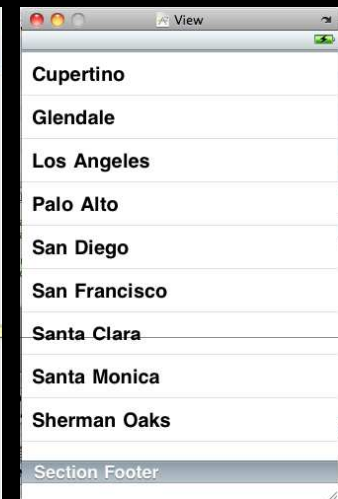 View
Cupertino
Glendale
Los Angeles
Palo Alto
San Diego
San Francisco
Santa Clara
Santa Monica
Sherman Oaks
Section Footer